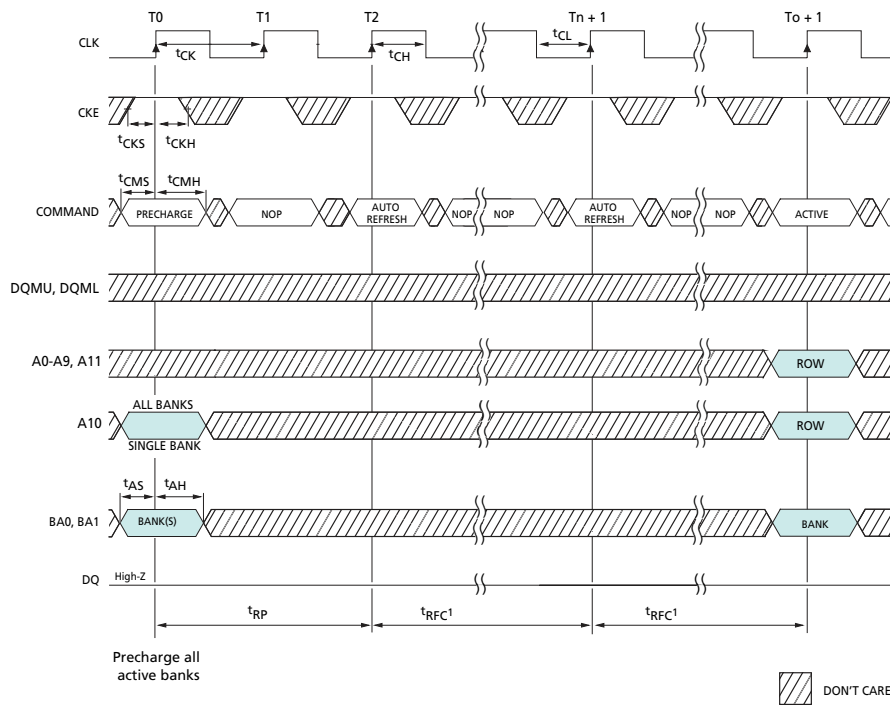 T0 T1 T2 Tn + 1 To + 1
CLK
tCK tCH tCL
CKE
tCKS tCKH
tCMS tCMH
COMMAND PRECHARGE NOP AUTO REFRESH NOP NOP AUTO REFRESH NOP NOP ACTIVE
DQMU, DQML
A0-A9, A11 ROW
ALL BANKS
A10 ROW
SINGLE BANK
tAS tAH
BA0, BA1 BANK(S) BANK
DQ High-Z
tRP tRFC1 tRFC1
Precharge all
active banks
DON'T CARE